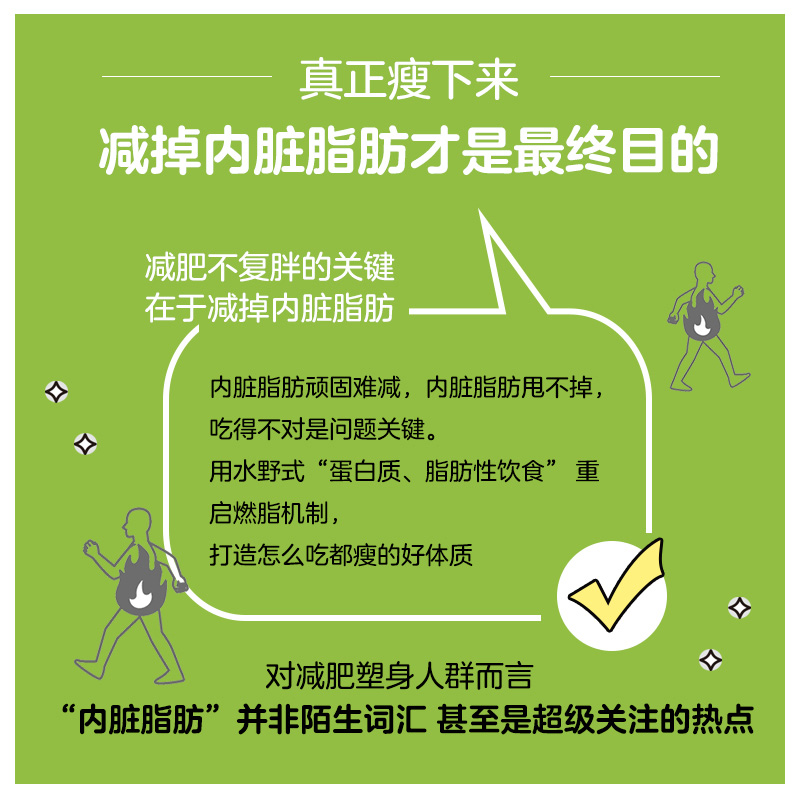 真正瘦下来
减掉内脏脂肪才是最终目的
减肥不复胖的关键
在于减掉内脏脂肪
内脏脂肪顽固难减，内脏脂肪甩不掉，
吃得不对是问题关键。
用水野式“蛋白质、脂肪性饮食” 重
启燃脂机制，
打造怎么吃都瘦的好体质
对减肥塑身人群而言
“内脏脂肪”并非陌生词汇 甚至是超级关注的热点